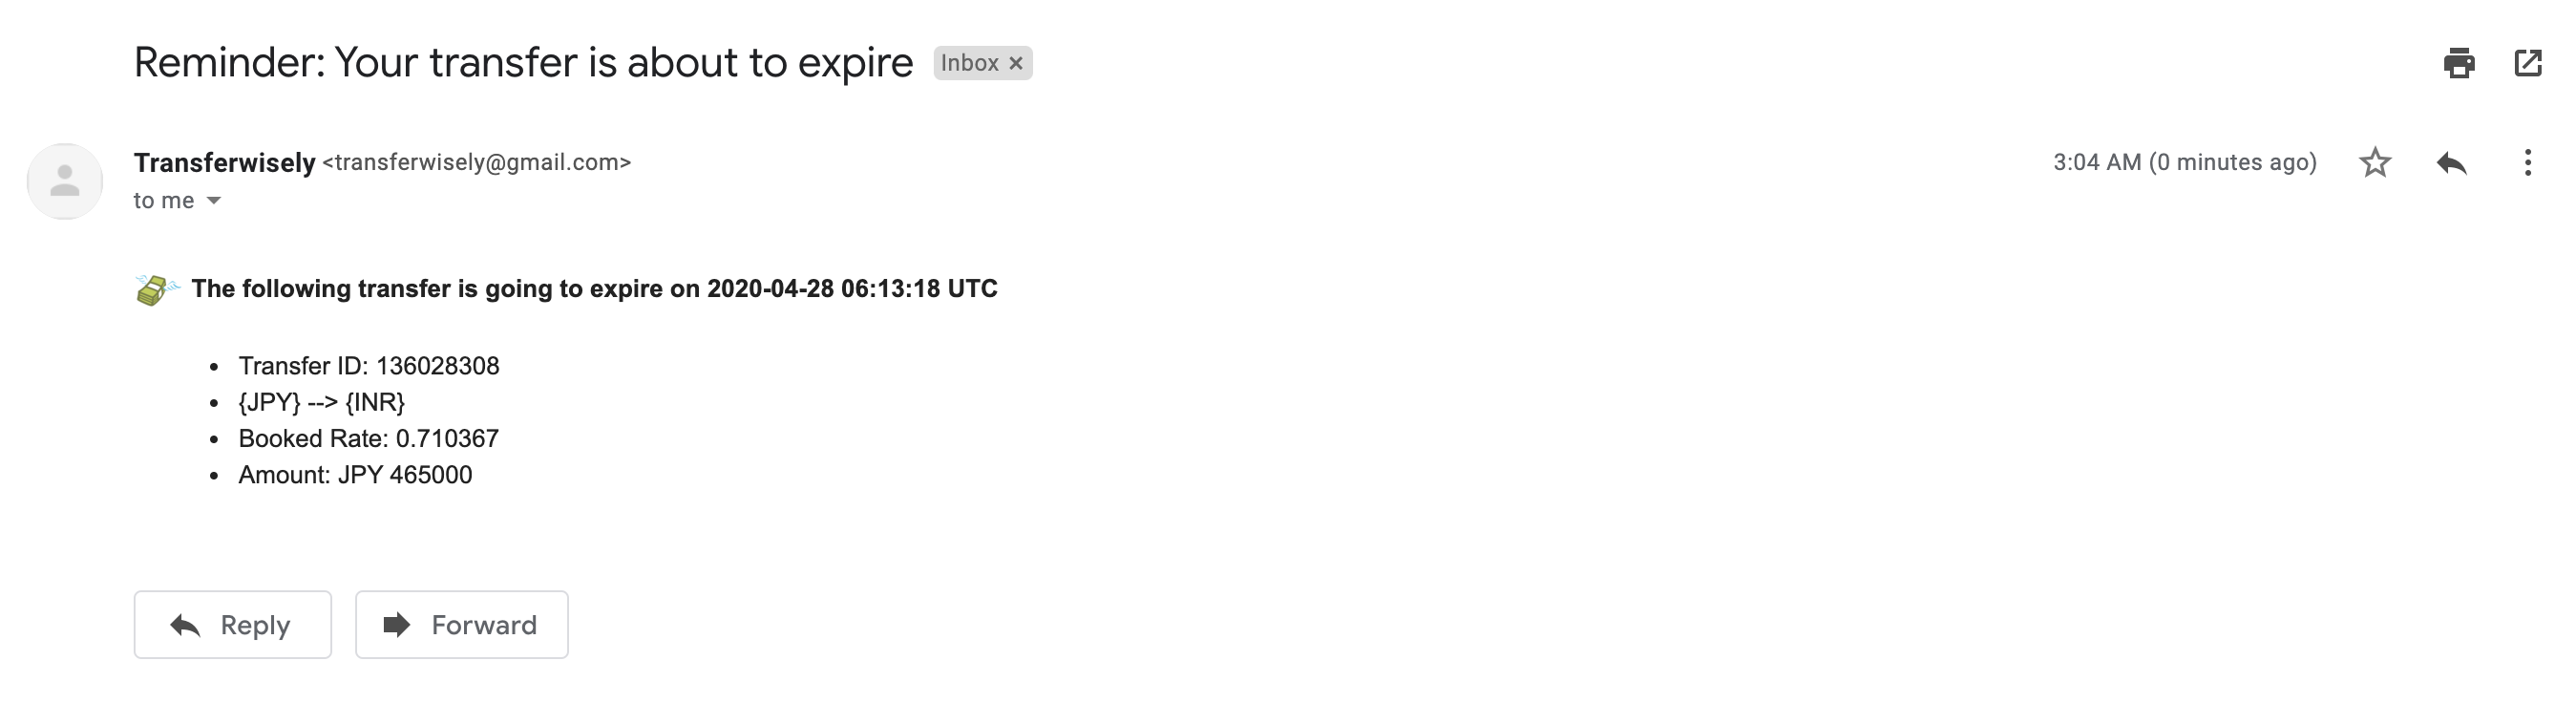 Reminder: Your transfer is about to expire Inbox ×
Transferwisely <transferwisely@gmail.com> 3:04 AM (0 minutes ago)
to me
The following transfer is going to expire on 2020-04-28 06:13:18 UTC
• Transfer ID: 136028308
• {JPY} --> {INR}
• Booked Rate: 0.710367
• Amount: JPY 465000
Reply Forward